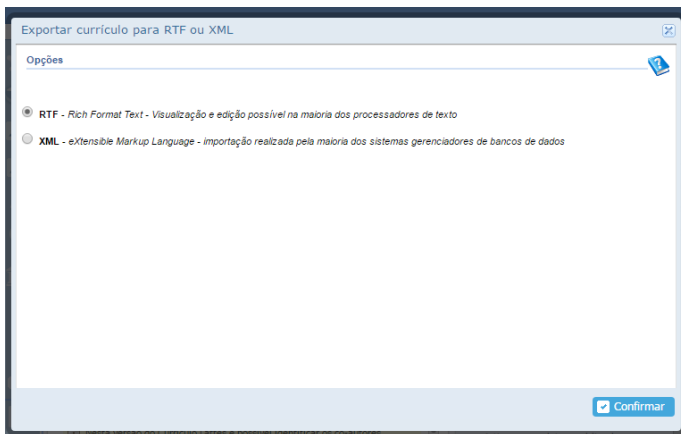 Exportar currículo para RTF ou XML
Opções
RTF - Rich Format Text - Visualização e edição possível na maioria dos processadores de texto
XML - eXtensible Markup Language - importação realizada pela maioria dos sistemas gerenciadores de bancos de dados
Confirmar